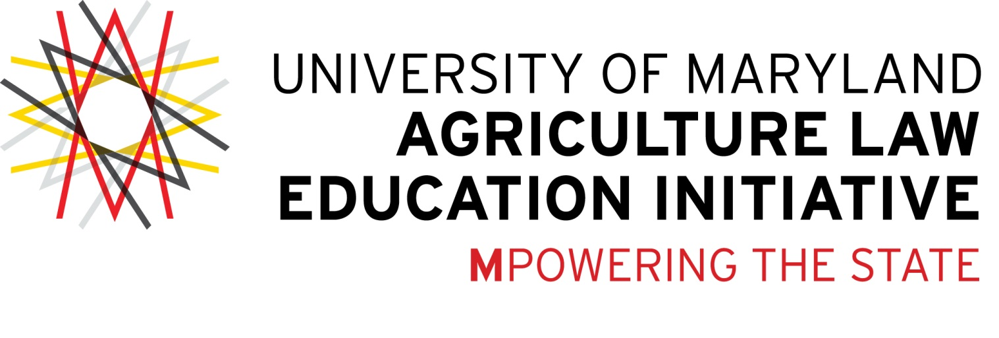 UNIVERSITY OF MARYLAND
AGRICULTURE LAW
EDUCATION INITIATIVE
MPOWERING THE STATE